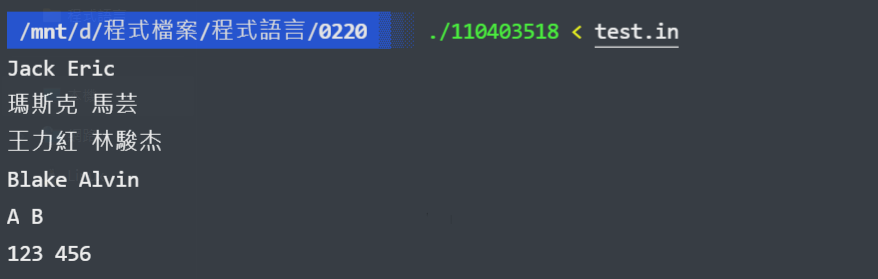 /mnt/d/程式檔案/程式語言/0220 ./110403518 < test.in
Jack Eric
瑪斯克 馬芸
王力紅 林駿杰
Blake Alvin
A B
123 456